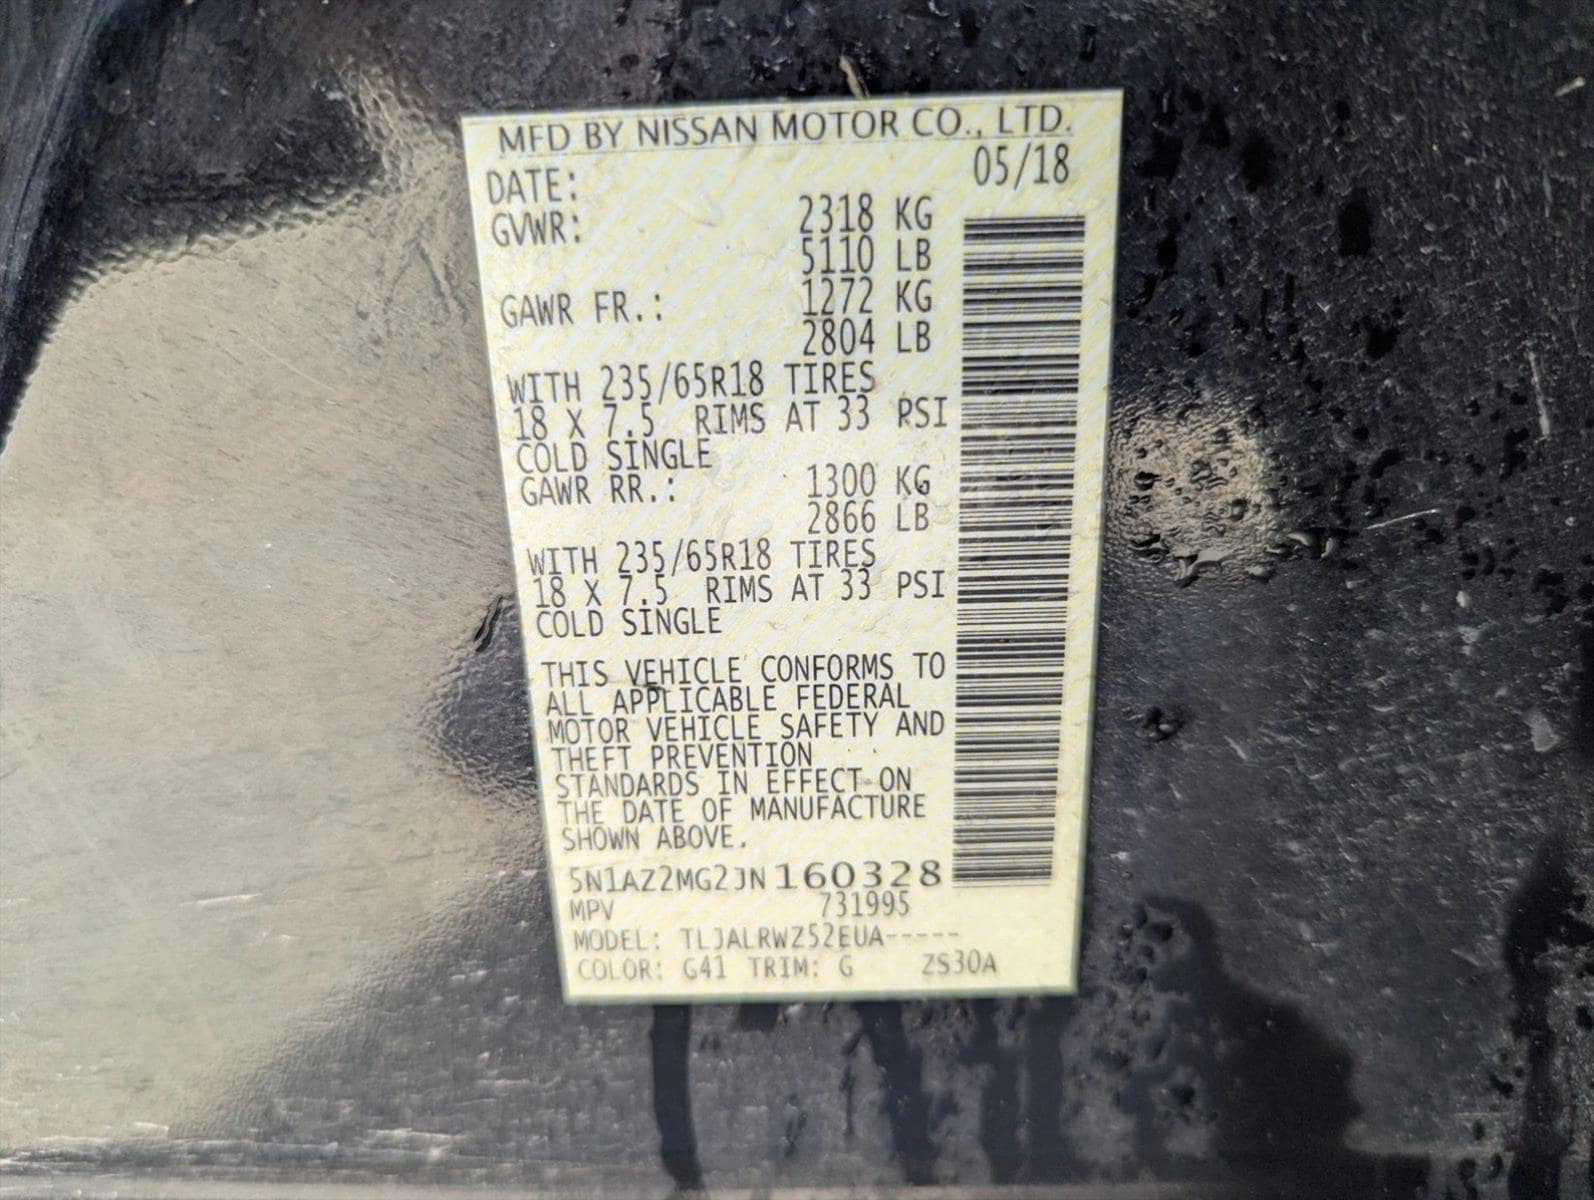 MFD BY NISSAN MOTOR CO., LTD.
DATE: 05/18
GVWR: 2318 KG
5110 LB
GAWR FR.: 1272 KG
2804 LB
WITH 235/65R18 TIRES
18 X 7.5 RIMS AT 33 PSI
COLD SINGLE
GAWR RR.: 1300 KG
2866 LB
WITH 235/65R18 TIRES
18 X 7.5 RIMS AT 33 PSI
COLD SINGLE
THIS VEHICLE CONFORMS TO
ALL APPLICABLE FEDERAL
MOTOR VEHICLE SAFETY AND
THEFT PREVENTION
STANDARDS IN EFFECT ON
THE DATE OF MANUFACTURE
SHOWN ABOVE.
5N1AZ2MG2JN160328
MPV 731995
MODEL: TLJALRWZ52EUA-----
COLOR: G41 TRIM: G ZS30A